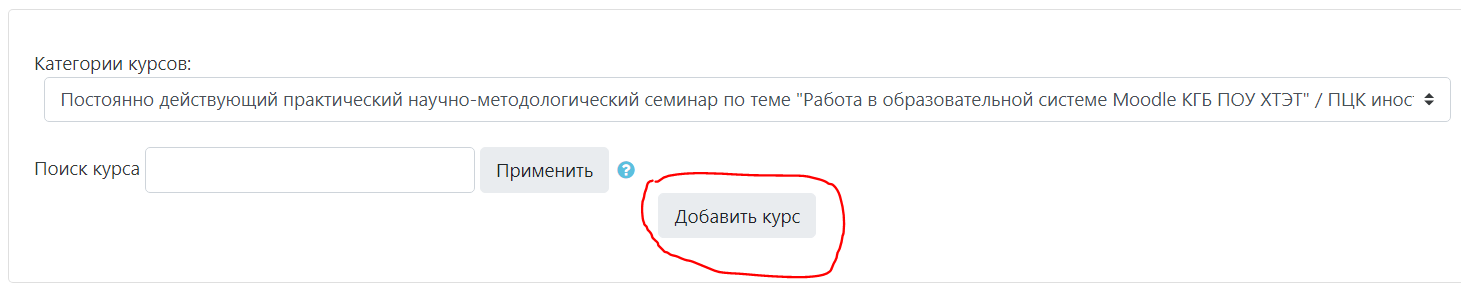 Категории курсов:
Постоянно действующий практический научно-методологический семинар по теме "Работа в образовательной системе Moodle КГБ ПОУ ХТЭТ" / ПЦК инос
Поиск курса Применить ?
Добавить курс